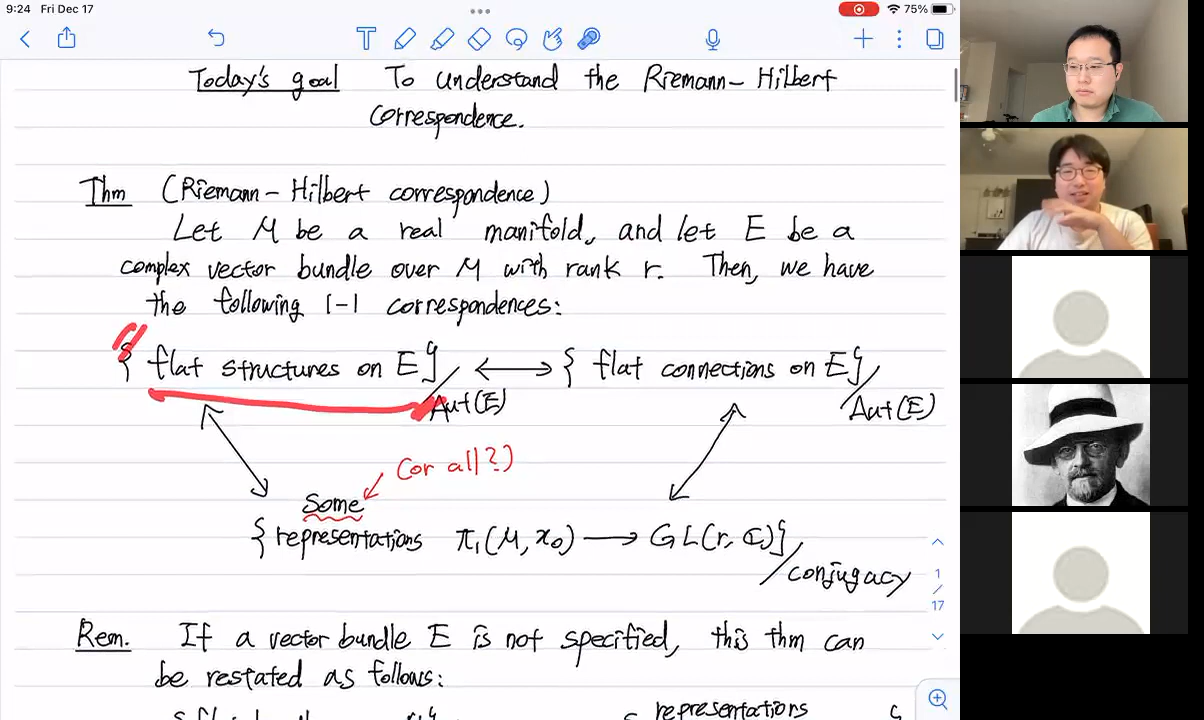 9:24 Fri Dec 17
75%
Today's goal To understand the Riemann-Hilbert
correspondence.
Thm (Riemann-Hilbert correspondence)
Let M be a real manifold, and let E be a
complex vector bundle over M with rank r. Then, we have
the following 1-1 correspondences:
{flat structures on E}/Aut(E) ⟷ {flat connections on E}/Aut(E)
(or all?)
Some
{representations π₁(M, x₀) ⟶ GL(r, ℂ)}/conjugacy
1
/
17
Rem. If a vector bundle E is not specified, this thm can
be restated as follows:
representations